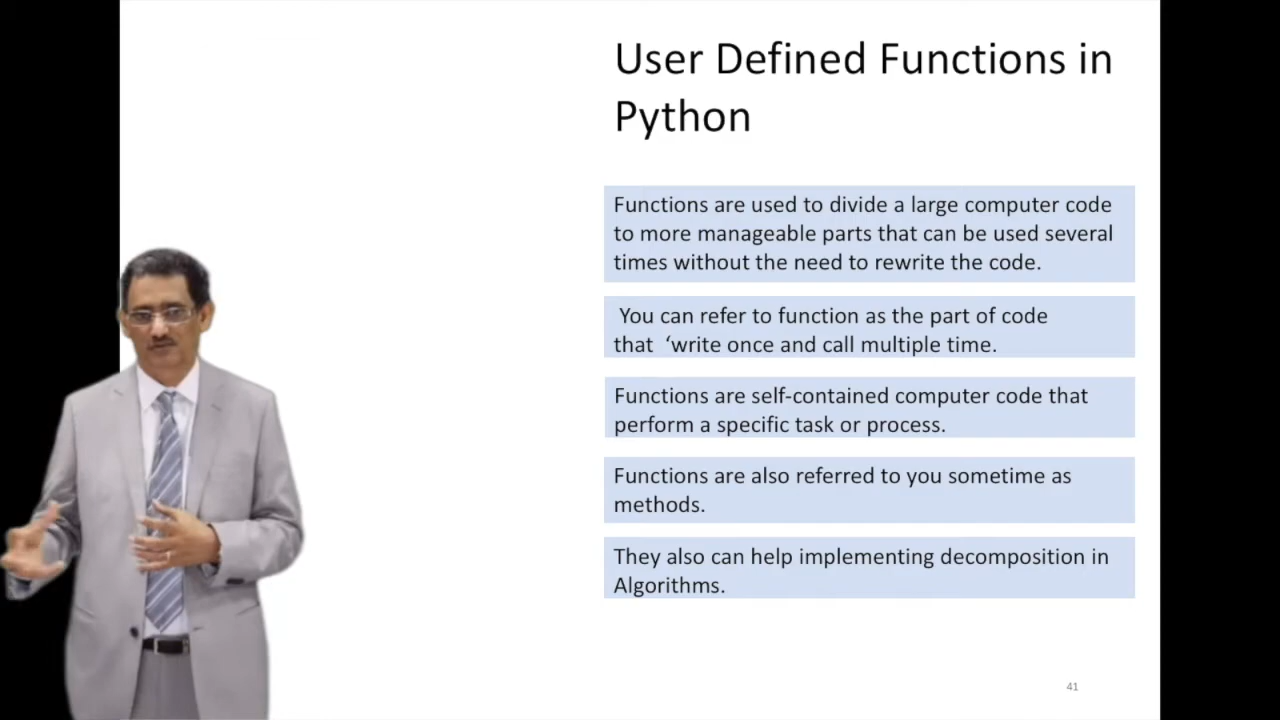 User Defined Functions in
Python
Functions are used to divide a large computer code
to more manageable parts that can be used several
times without the need to rewrite the code.
You can refer to function as the part of code
that ‘write once and call multiple time.
Functions are self-contained computer code that
perform a specific task or process.
Functions are also referred to you sometime as
methods.
They also can help implementing decomposition in
Algorithms.
41